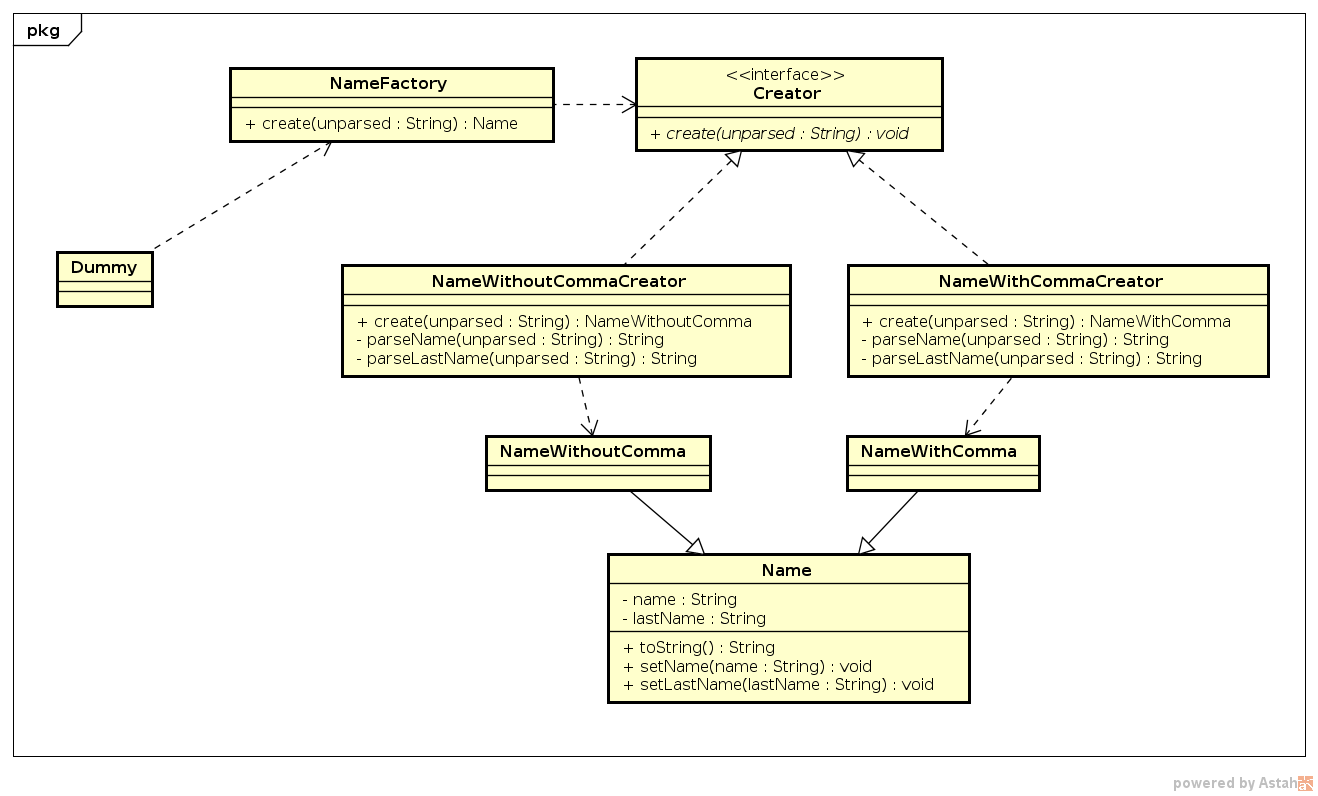 pkg
NameFactory
+ create(unparsed : String) : Name
<<interface>>
Creator
+ create(unparsed : String) : void
Dummy
NameWithoutCommaCreator
+ create(unparsed : String) : NameWithoutComma
- parseName(unparsed : String) : String
- parseLastName(unparsed : String) : String
NameWithCommaCreator
+ create(unparsed : String) : NameWithComma
- parseName(unparsed : String) : String
- parseLastName(unparsed : String) : String
NameWithoutComma
NameWithComma
Name
- name : String
- lastName : String
+ toString() : String
+ setName(name : String) : void
+ setLastName(lastName : String) : void
powered by Astah